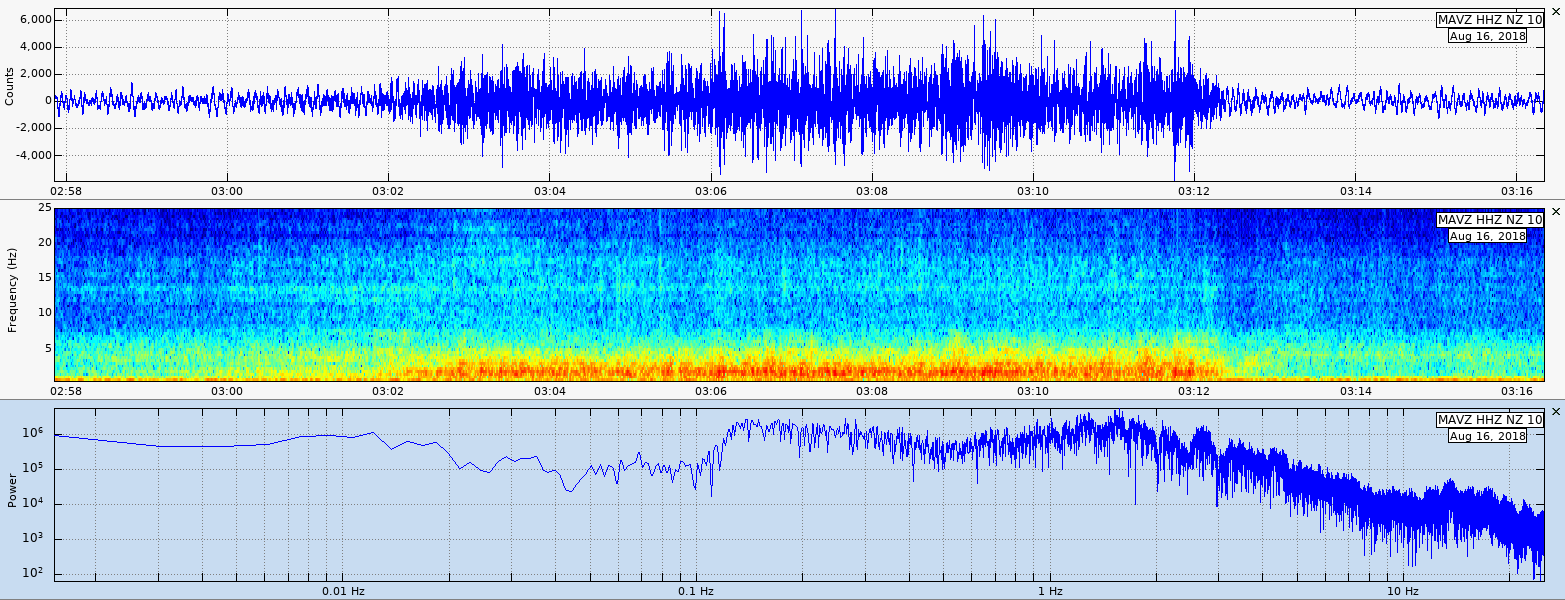 6,000
4,000
2,000
0
-2,000
-4,000
Counts
MAVZ HHZ NZ 10
Aug 16, 2018
×
02:58 03:00 03:02 03:04 03:06 03:08 03:10 03:12 03:14 03:16
25
20
15
10
5
Frequency (Hz)
MAVZ HHZ NZ 10
Aug 16, 2018
×
02:58 03:00 03:02 03:04 03:06 03:08 03:10 03:12 03:14 03:16
10⁶
10⁵
10⁴
10³
10²
Power
MAVZ HHZ NZ 10
Aug 16, 2018
×
0.01 Hz 0.1 Hz 1 Hz 10 Hz